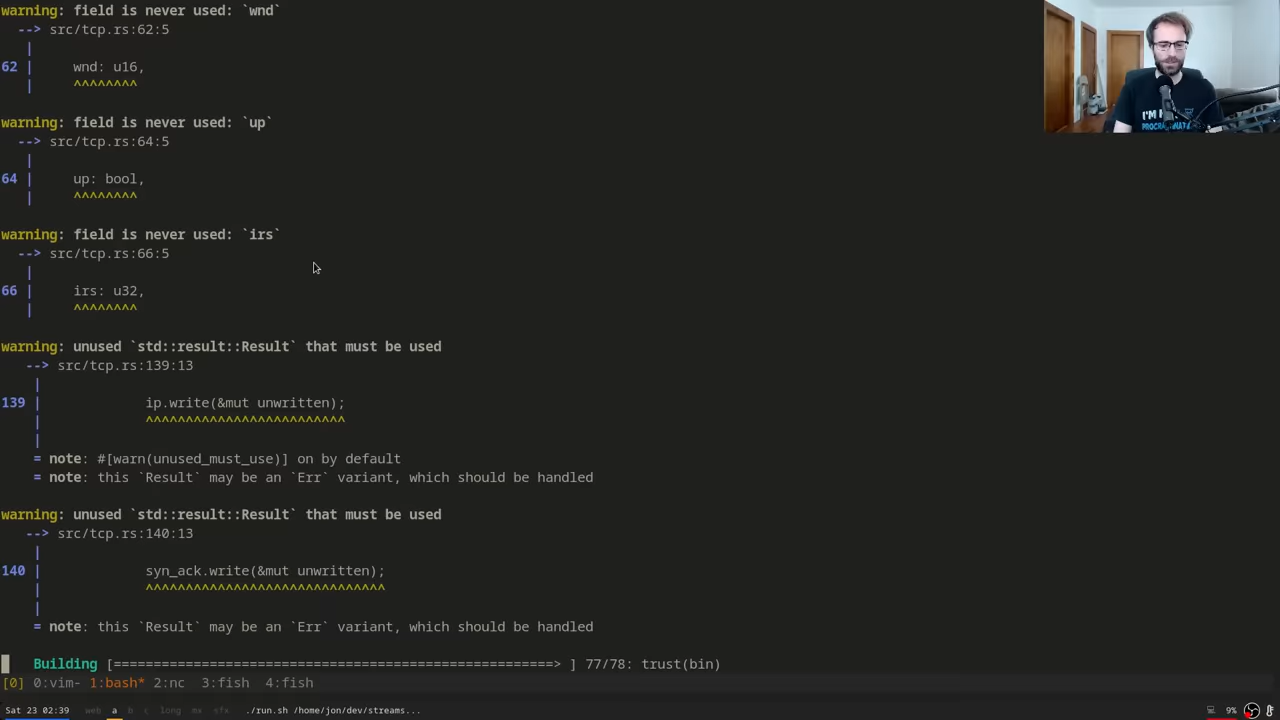 warning: field is never used: `wnd`
--> src/tcp.rs:62:5
|
62 |     wnd: u16,
|     ^^^^^^^^
warning: field is never used: `up`
--> src/tcp.rs:64:5
|
64 |     up: bool,
|     ^^^^^^^^
warning: field is never used: `irs`
--> src/tcp.rs:66:5
|
66 |     irs: u32,
|     ^^^^^^^^
warning: unused `std::result::Result` that must be used
--> src/tcp.rs:139:13
|
139 |             ip.write(&mut unwritten);
|             ^^^^^^^^^^^^^^^^^^^^^^^^^
|
= note: #[warn(unused_must_use)] on by default
= note: this `Result` may be an `Err` variant, which should be handled
warning: unused `std::result::Result` that must be used
--> src/tcp.rs:140:13
|
140 |             syn_ack.write(&mut unwritten);
|             ^^^^^^^^^^^^^^^^^^^^^^^^^^^^^^
|
= note: this `Result` may be an `Err` variant, which should be handled
Building [========================================================> ] 77/78: trust(bin)
[0] 0:vim- 1:bash* 2:nc  3:fish  4:fish
Sat 23 02:39 web a b < long mx sfx ./run.sh /home/jon/dev/streams... 9%